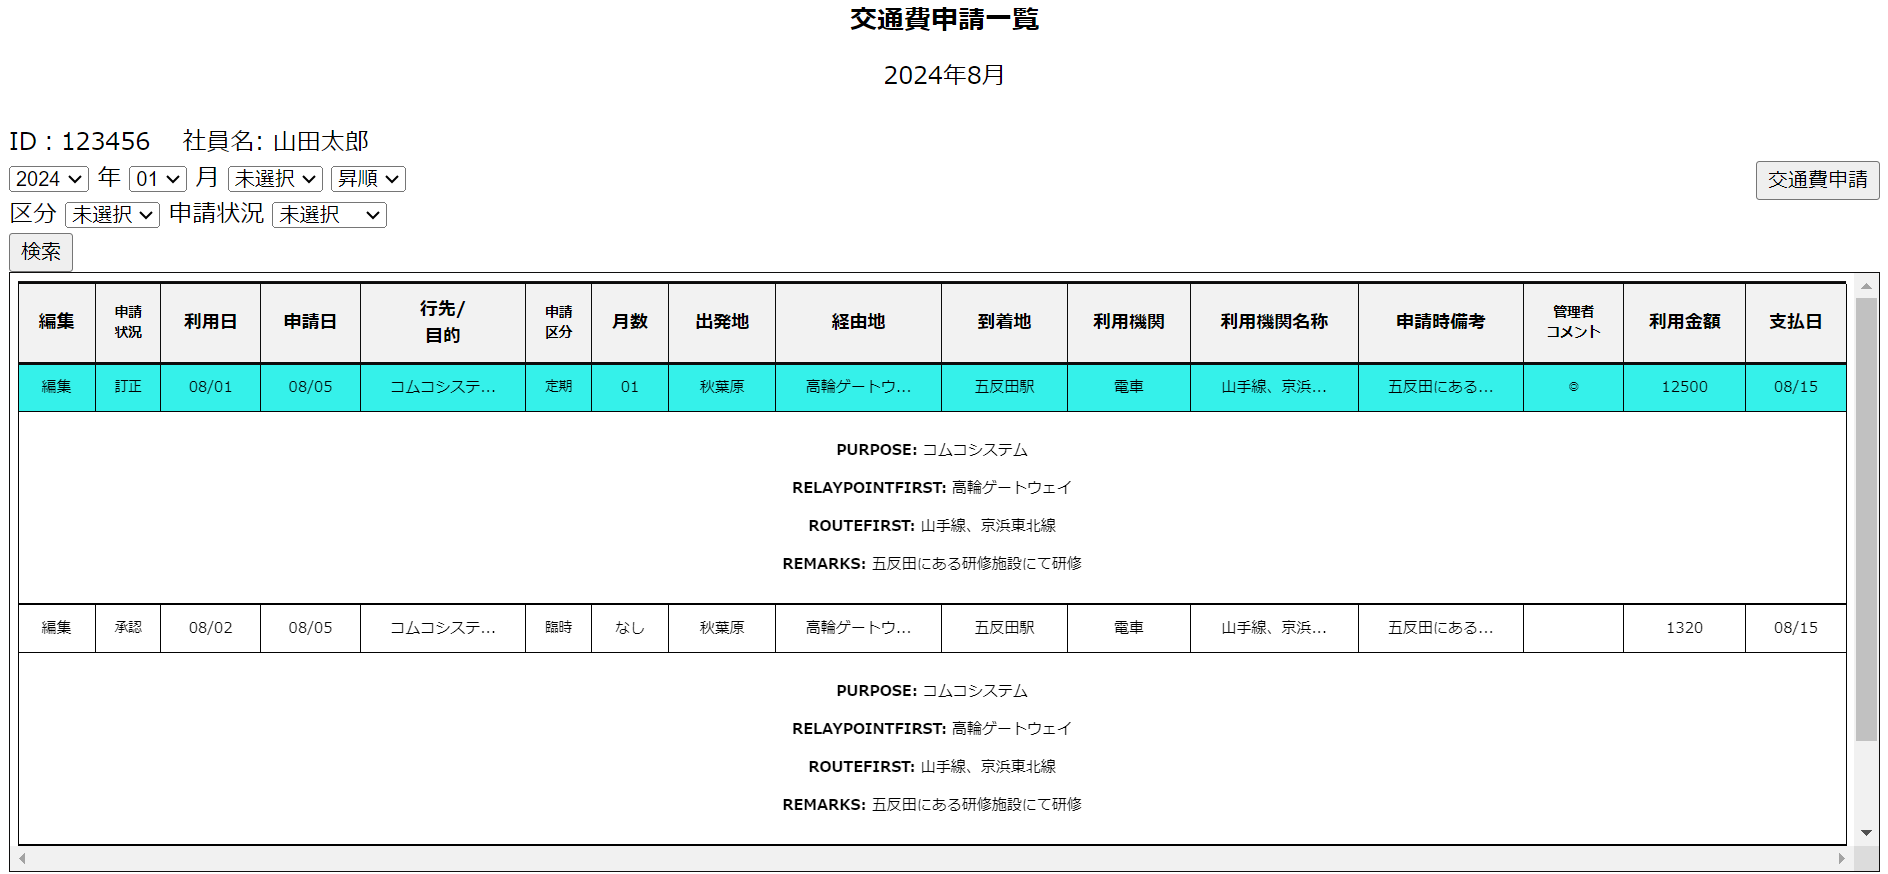 交通費申請一覧
2024年8月
ID：123456 社員名: 山田太郎
2024 年 01 月 未選択 昇順 交通費申請
区分 未選択 申請状況 未選択
検索
編集 申請状況 利用日 申請日 行先/目的 申請区分 月数 出発地 経由地 到着地 利用機関 利用機関名称 申請時備考 管理者コメント 利用金額 支払日
編集 訂正 08/01 08/05 コムコシステ... 定期 01 秋葉原 高輪ゲートウ... 五反田駅 電車 山手線、京浜... 五反田にある... ◎ 12500 08/15
PURPOSE: コムコシステム
RELAYPOINTFIRST: 高輪ゲートウェイ
ROUTEFIRST: 山手線、京浜東北線
REMARKS: 五反田にある研修施設にて研修
編集 承認 08/02 08/05 コムコシステ... 臨時 なし 秋葉原 高輪ゲートウ... 五反田駅 電車 山手線、京浜... 五反田にある... 1320 08/15
PURPOSE: コムコシステム
RELAYPOINTFIRST: 高輪ゲートウェイ
ROUTEFIRST: 山手線、京浜東北線
REMARKS: 五反田にある研修施設にて研修